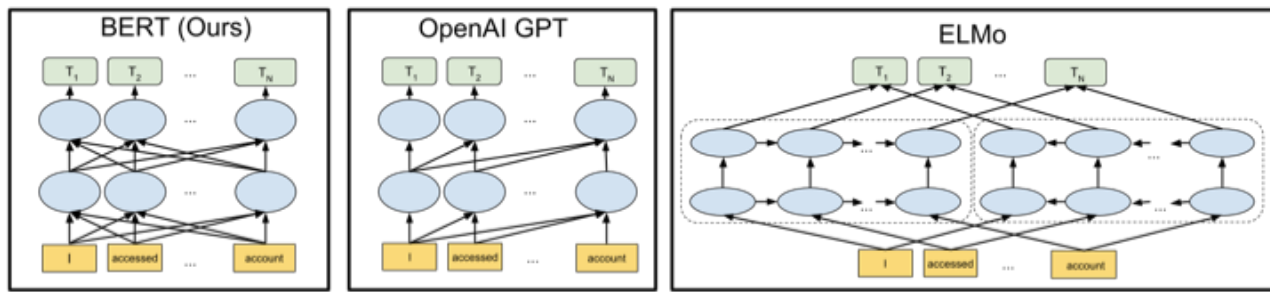 BERT (Ours)
T1 T2 ... TN
...
...
I accessed ... account
OpenAI GPT
T1 T2 ... TN
...
...
I accessed ... account
ELMo
T1 T2 ... TN
... ...
... ...
I accessed ... account